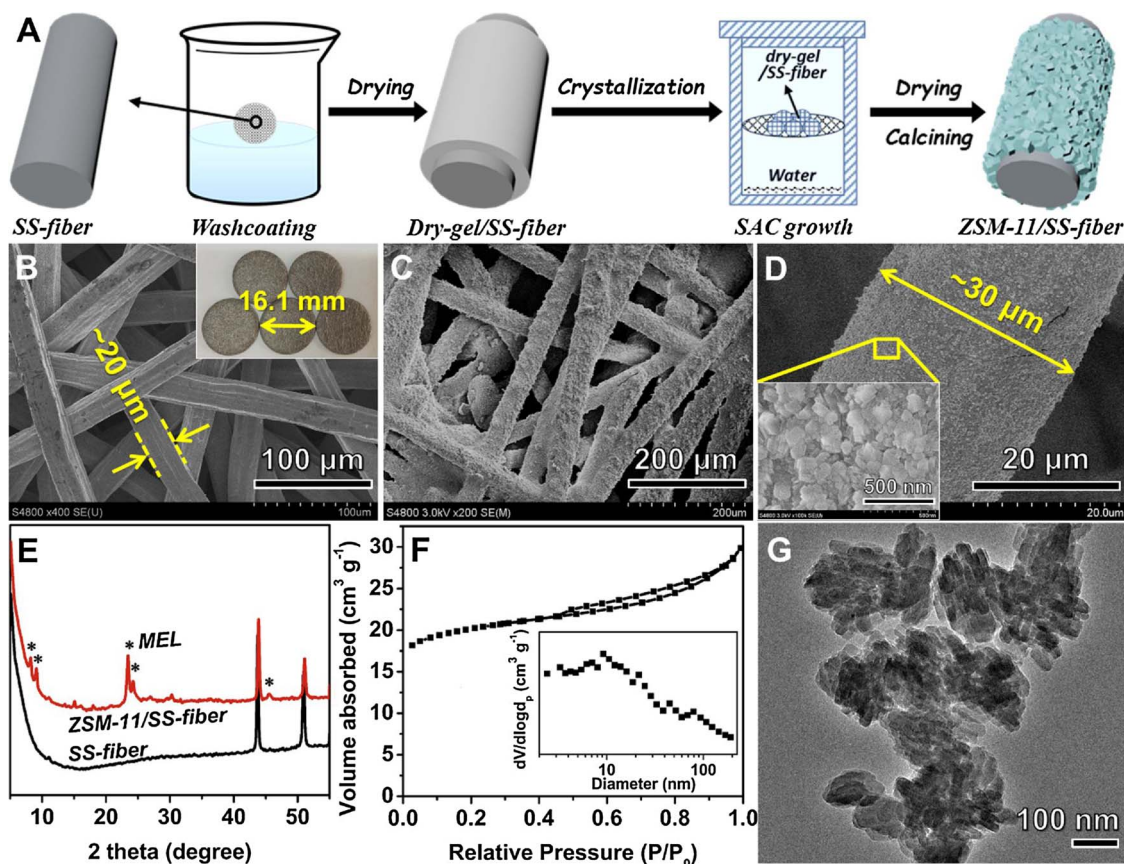 A
dry-gel
/SS-fiber
Drying
Crystallization
Drying
Calcining
Water
SS-fiber
Washcoating
Dry-gel/SS-fiber
SAC growth
ZSM-11/SS-fiber
B
16.1 mm
~20 μm
100 μm
S4800 x400 SE(U)
100um
C
200 μm
S4800 3.0kV x200 SE(M)
200um
D
~30 μm
500 nm
20 μm
20.0um
E
* * * * *
MEL
ZSM-11/SS-fiber
SS-fiber
10 20 30 40 50
2 theta (degree)
F
Volume absorbed (cm³ g⁻¹)
30
25
20
15
10
5
0
0.0 0.2 0.4 0.6 0.8 1.0
Relative Pressure (P/P₀)
dV/dlogdₚ (cm³ g⁻¹)
10 100
Diameter (nm)
G
100 nm